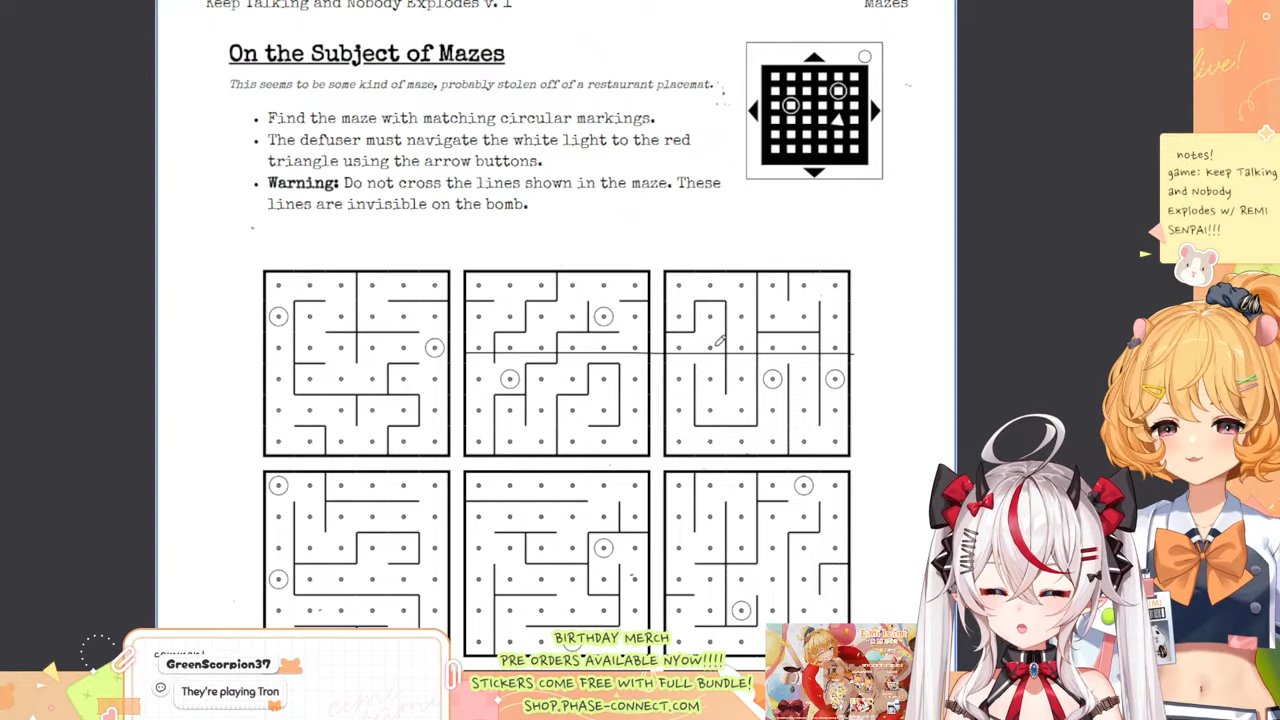 Keep Talking and Nobody Explodes v. 1
Mazes
On the Subject of Mazes
This seems to be some kind of maze, probably stolen off of a restaurant placemat.
• Find the maze with matching circular markings.
• The defuser must navigate the white light to the red
triangle using the arrow buttons.
• Warning: Do not cross the lines shown in the maze. These
lines are invisible on the bomb.
live!
notes!
game: Keep Talking
and Nobody
Explodes w/ REMI
SENPAI!!!
GreenScorpion37
They're playing Tron
BIRTHDAY MERCH
PRE ORDERS AVAILABLE NYOW!!!!
STICKERS COME FREE WITH FULL BUNDLE!
SHOP.PHASE-CONNECT.COM